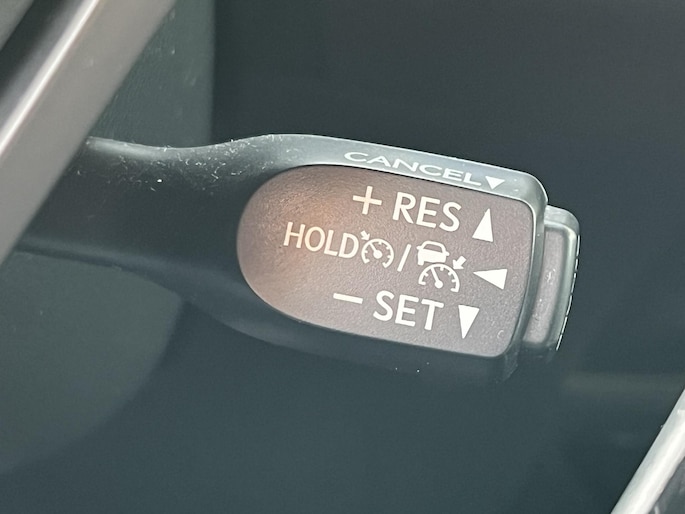 CANCEL▼
+ RES ▲
HOLD / ◀
− SET ▼